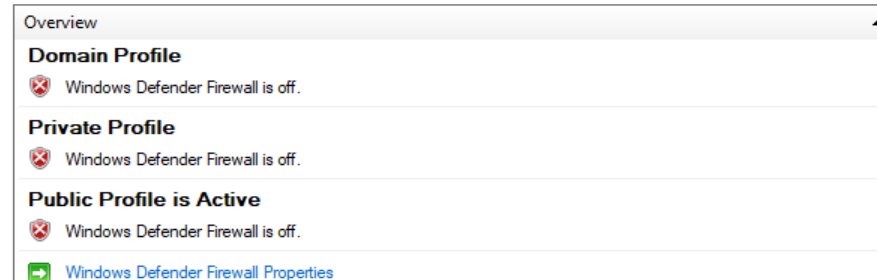 Overview
Domain Profile
Windows Defender Firewall is off.
Private Profile
Windows Defender Firewall is off.
Public Profile is Active
Windows Defender Firewall is off.
Windows Defender Firewall Properties